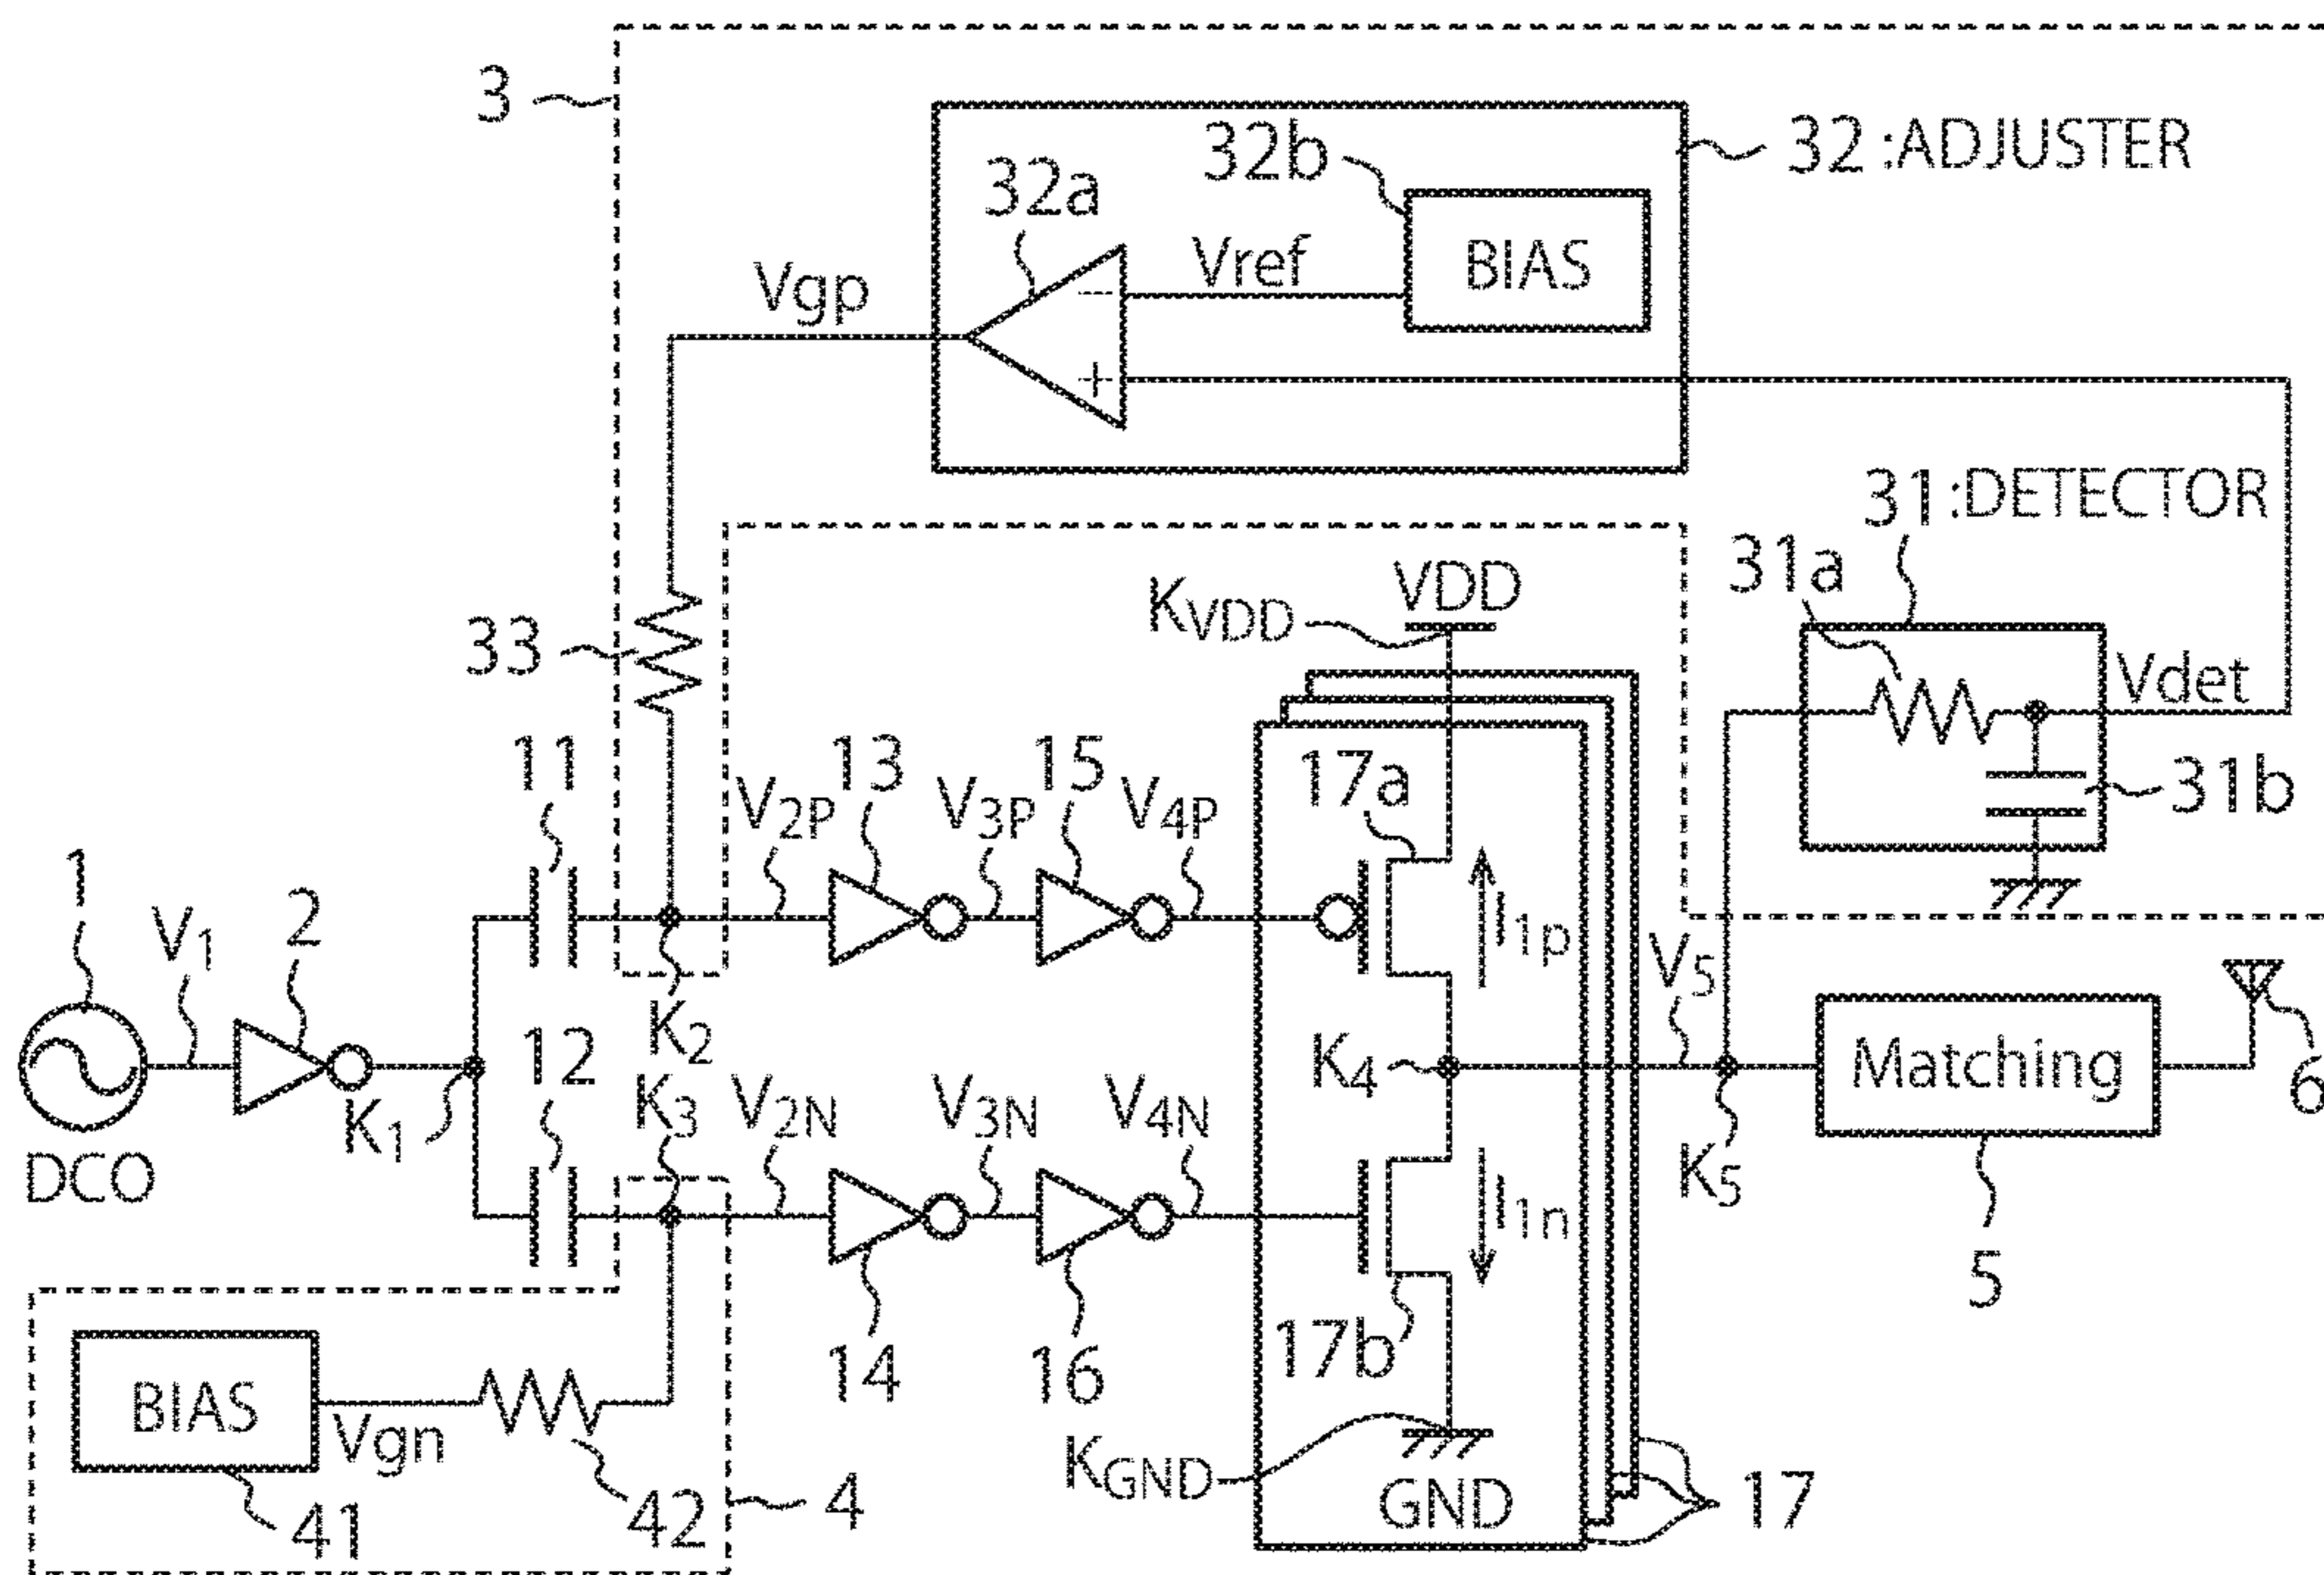 3
32 :ADJUSTER
32b
32a
BIAS
Vref
Vgp
−
+
31 :DETECTOR
31a
VDD
KVDD
33
Vdet
31b
11
V2P
13
V3P
15
V4P
17a
1
V1
2
I1p
V5
K2
K1
12
K3
V2N
V3N
V4N
K4
Matching
6
DCO
K5
I1n
5
14
16
17b
BIAS
Vgn
KGND
GND
17
41
42
4